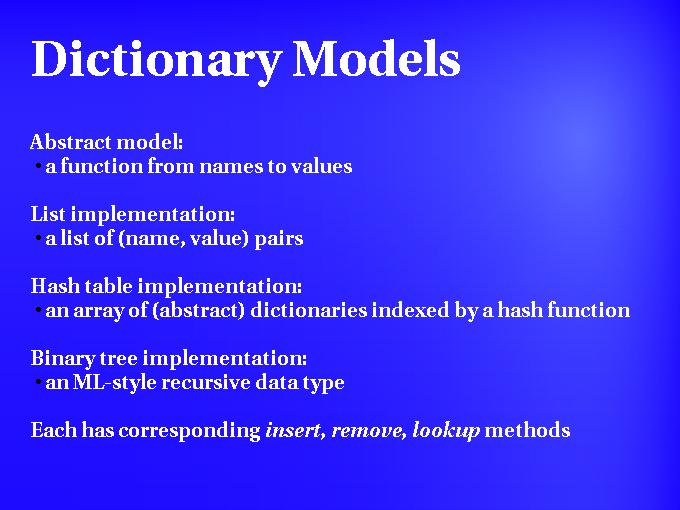 Dictionary Models
Abstract model:
• a function from names to values
List implementation:
• a list of (name, value) pairs
Hash table implementation:
• an array of (abstract) dictionaries indexed by a hash function
Binary tree implementation:
• an ML-style recursive data type
Each has corresponding insert, remove, lookup methods